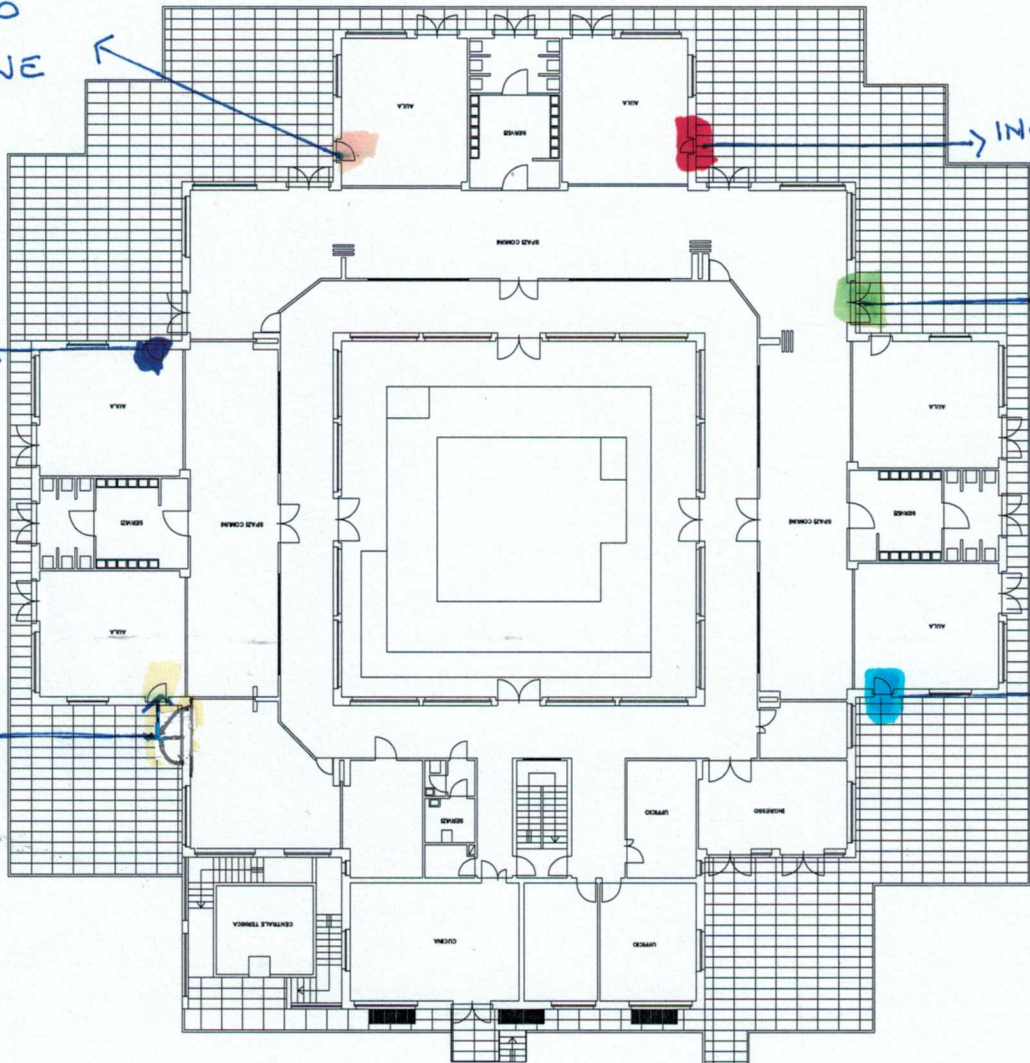 NE
AULA
AULA
SERVIZI
SPAZI COMUNI
AULA
AULA
SERVIZI
SPAZI COMUNI
SPAZI COMUNI
SERVIZI
AULA
AULA
SERVIZI
UFFICIO
INGRESSO
CENTRALE TERMICA
CUCINA
UFFICIO